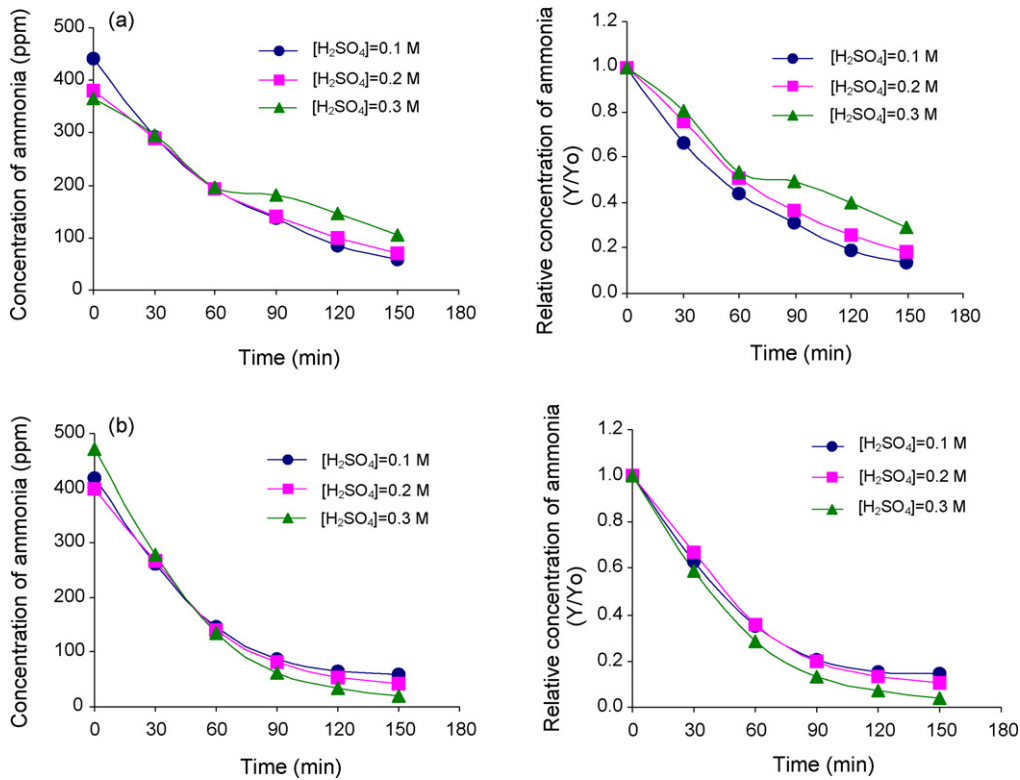 (a)
Concentration of ammonia (ppm)
500
400
300
200
100
0
0 30 60 90 120 150 180
Time (min)
[H₂SO₄]=0.1 M
[H₂SO₄]=0.2 M
[H₂SO₄]=0.3 M
Relative concentration of ammonia
(Y/Yo)
1.2
1.0
0.8
0.6
0.4
0.2
0.0
0 30 60 90 120 150 180
Time (min)
[H₂SO₄]=0.1 M
[H₂SO₄]=0.2 M
[H₂SO₄]=0.3 M
(b)
Concentration of ammonia (ppm)
500
400
300
200
100
0
0 30 60 90 120 150 180
Time (min)
[H₂SO₄]=0.1 M
[H₂SO₄]=0.2 M
[H₂SO₄]=0.3 M
Relative concentration of ammonia
(Y/Yo)
1.2
1.0
0.8
0.6
0.4
0.2
0.0
0 30 60 90 120 150 180
Time (min)
[H₂SO₄]=0.1 M
[H₂SO₄]=0.2 M
[H₂SO₄]=0.3 M